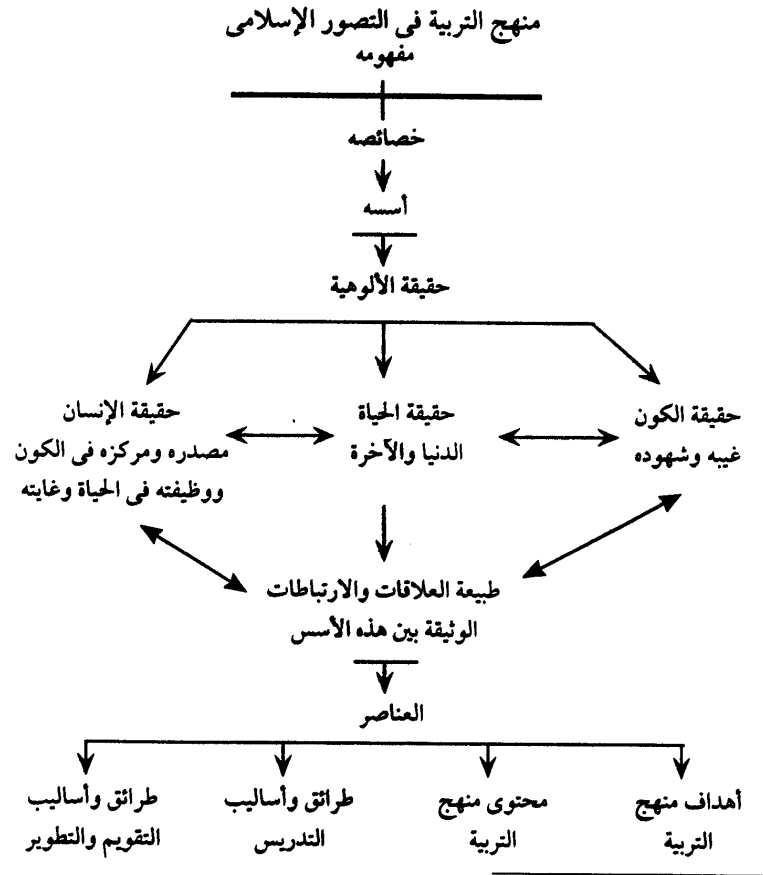 منهج التربية فى التصور الإسلامى
مفهومه
خصائصه
أسسه
حقيقة الألوهية
حقيقة الكون
غيبه وشهوده
حقيقة الحياة
الدنيا والآخرة
حقيقة الإنسان
مصدره ومركزه فى الكون
ووظيفته فى الحياة وغايته
طبيعة العلاقات والارتباطات
الوثيقة بين هذه الأسس
العناصر
أهداف منهج
التربية
محتوى منهج
التربية
طرائق وأساليب
التدريس
طرائق وأساليب
التقويم والتطوير